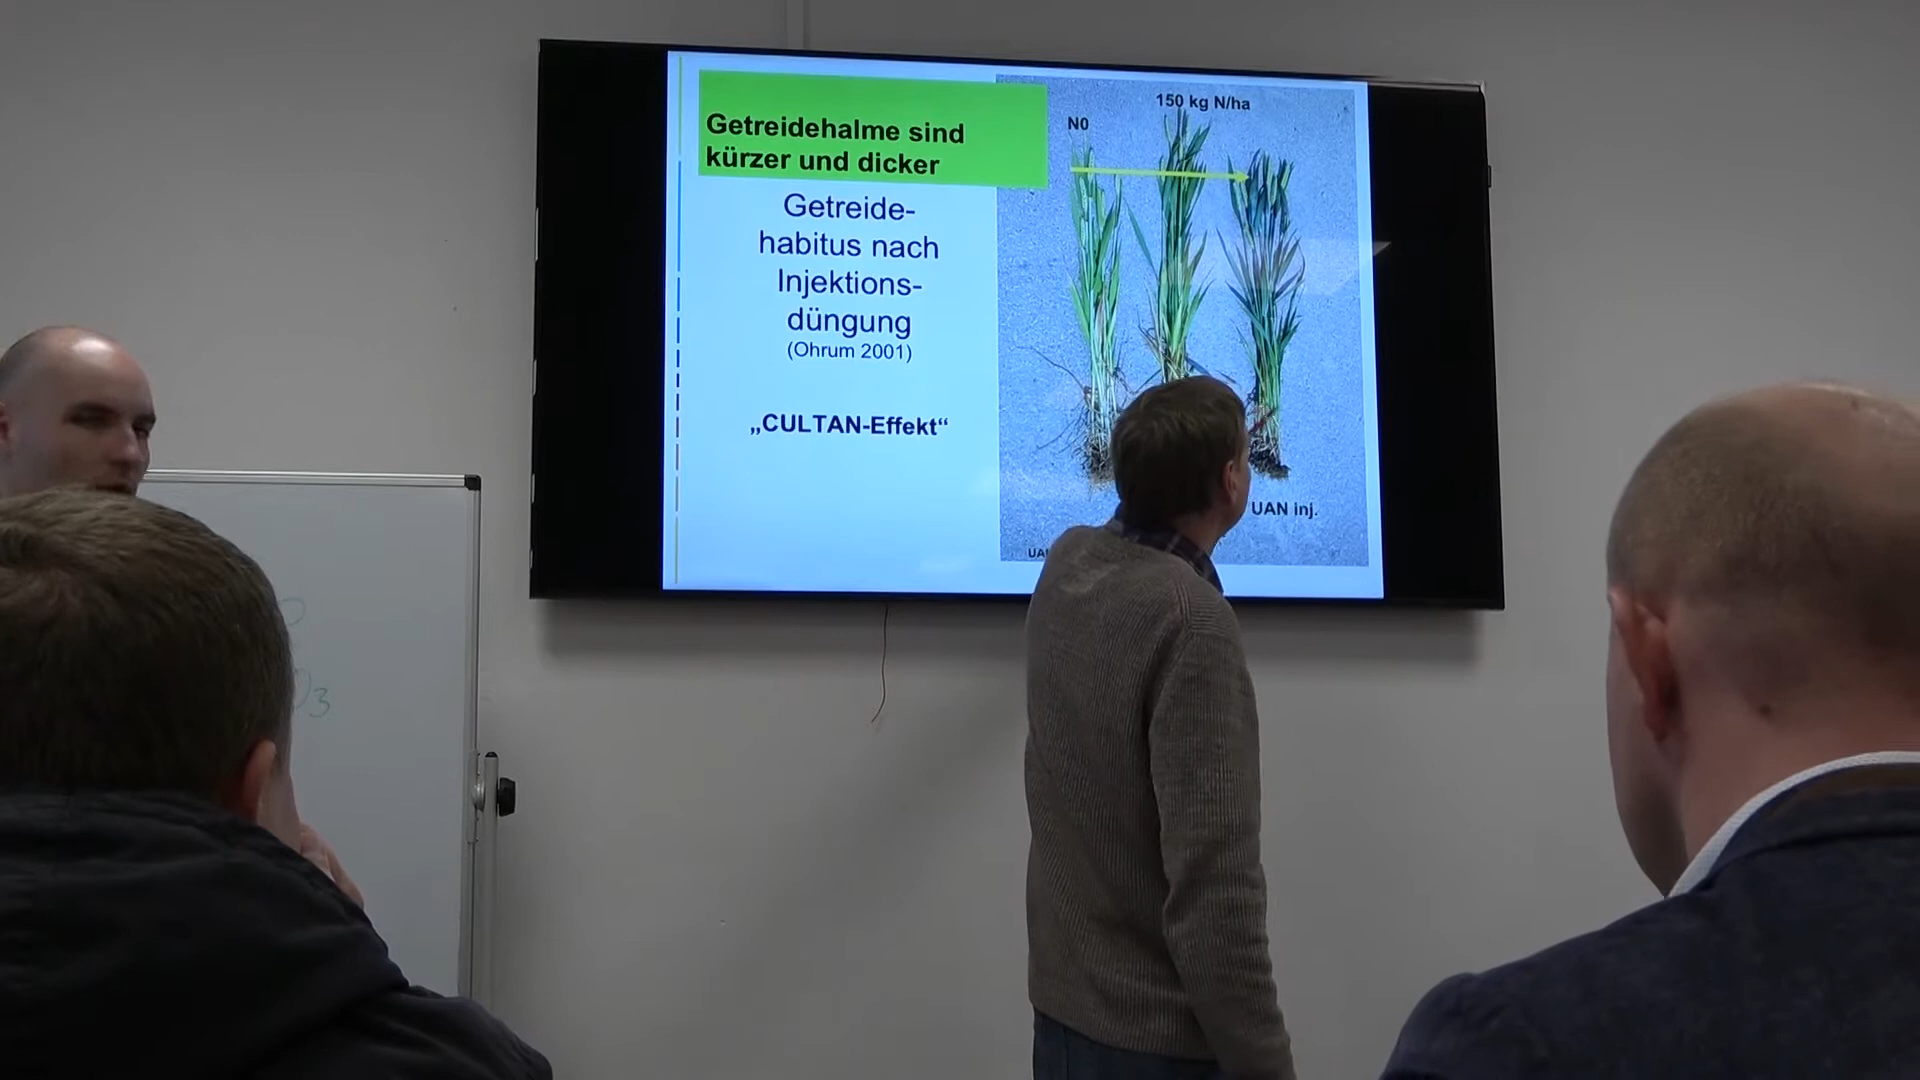 Getreidehalme sind
kürzer und dicker
Getreide-
habitus nach
Injektions-
düngung
(Ohrum 2001)
„CULTAN-Effekt“
150 kg N/ha
N0
UAN inj.